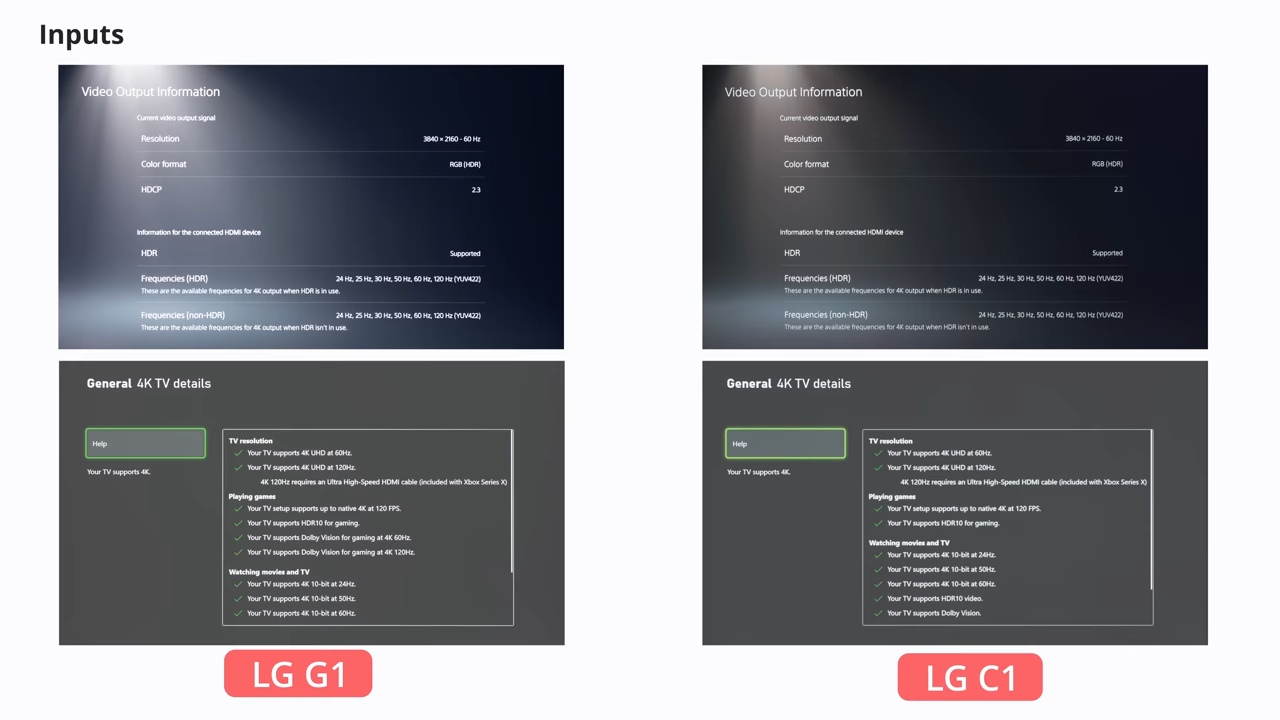 Inputs
Video Output Information
Current video output signal
Resolution 3840 × 2160 - 60 Hz
Color format RGB (HDR)
HDCP 2.3
Information for the connected HDMI device
HDR Supported
Frequencies (HDR) 24 Hz, 25 Hz, 30 Hz, 50 Hz, 60 Hz, 120 Hz (YUV422)
These are the available frequencies for 4K output when HDR is in use.
Frequencies (non-HDR) 24 Hz, 25 Hz, 30 Hz, 50 Hz, 60 Hz, 120 Hz (YUV422)
These are the available frequencies for 4K output when HDR isn't in use.
General 4K TV details
Help
Your TV supports 4K.
TV resolution
Your TV supports 4K UHD at 60Hz.
Your TV supports 4K UHD at 120Hz.
4K 120Hz requires an Ultra High-Speed HDMI cable (included with Xbox Series X)
Playing games
Your TV setup supports up to native 4K at 120 FPS.
Your TV supports HDR10 for gaming.
Your TV supports Dolby Vision for gaming at 4K 60Hz.
Your TV supports Dolby Vision for gaming at 4K 120Hz.
Watching movies and TV
Your TV supports 4K 10-bit at 24Hz.
Your TV supports 4K 10-bit at 50Hz.
Your TV supports 4K 10-bit at 60Hz.
LG G1
Video Output Information
Current video output signal
Resolution 3840 × 2160 - 60 Hz
Color format RGB (HDR)
HDCP 2.3
Information for the connected HDMI device
HDR Supported
Frequencies (HDR) 24 Hz, 25 Hz, 30 Hz, 50 Hz, 60 Hz, 120 Hz (YUV422)
These are the available frequencies for 4K output when HDR is in use.
Frequencies (non-HDR) 24 Hz, 25 Hz, 30 Hz, 50 Hz, 60 Hz, 120 Hz (YUV422)
These are the available frequencies for 4K output when HDR isn't in use.
General 4K TV details
Help
Your TV supports 4K.
TV resolution
Your TV supports 4K UHD at 60Hz.
Your TV supports 4K UHD at 120Hz.
4K 120Hz requires an Ultra High-Speed HDMI cable (included with Xbox Series X)
Playing games
Your TV setup supports up to native 4K at 120 FPS.
Your TV supports HDR10 for gaming.
Watching movies and TV
Your TV supports 4K 10-bit at 24Hz.
Your TV supports 4K 10-bit at 50Hz.
Your TV supports 4K 10-bit at 60Hz.
Your TV supports HDR10 video.
Your TV supports Dolby Vision.
LG C1